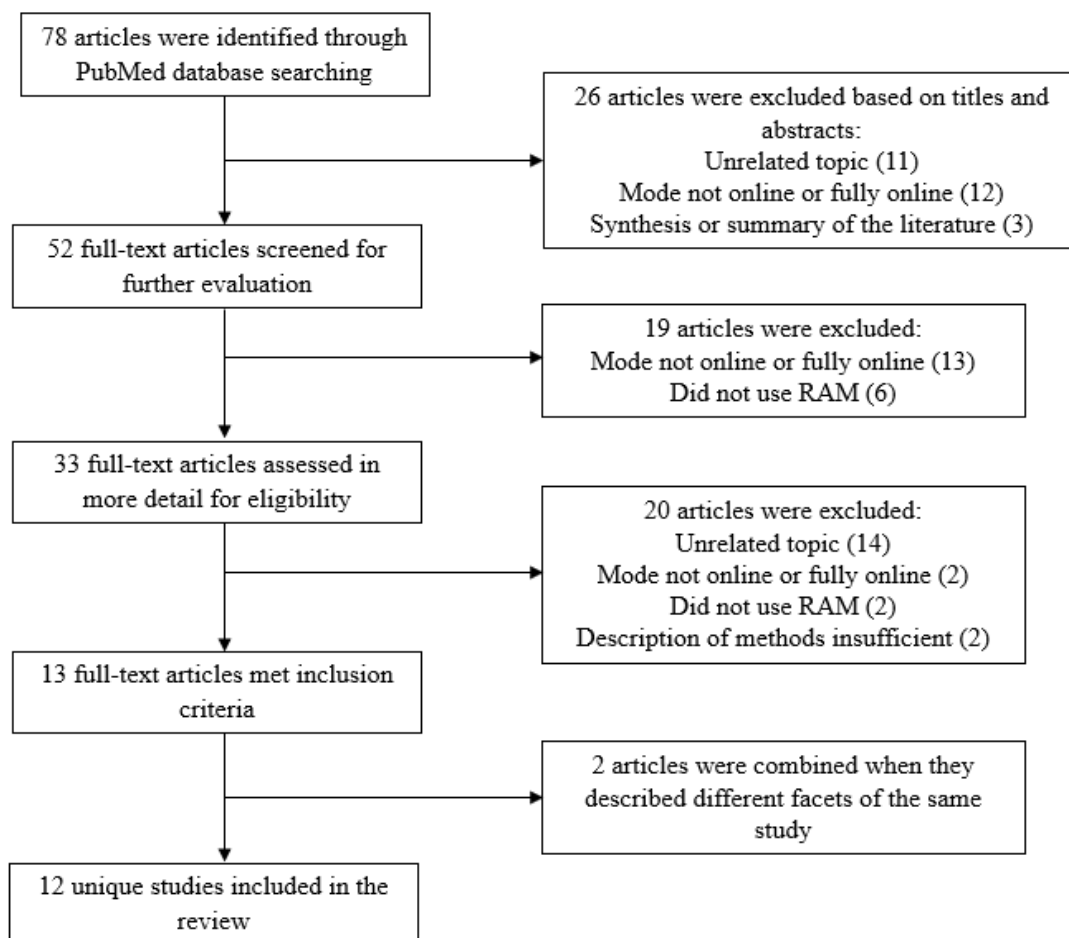 78 articles were identified through
PubMed database searching
26 articles were excluded based on titles and
abstracts:
Unrelated topic (11)
Mode not online or fully online (12)
Synthesis or summary of the literature (3)
52 full-text articles screened for
further evaluation
19 articles were excluded:
Mode not online or fully online (13)
Did not use RAM (6)
33 full-text articles assessed in
more detail for eligibility
20 articles were excluded:
Unrelated topic (14)
Mode not online or fully online (2)
Did not use RAM (2)
Description of methods insufficient (2)
13 full-text articles met inclusion
criteria
2 articles were combined when they
described different facets of the same
study
12 unique studies included in the
review